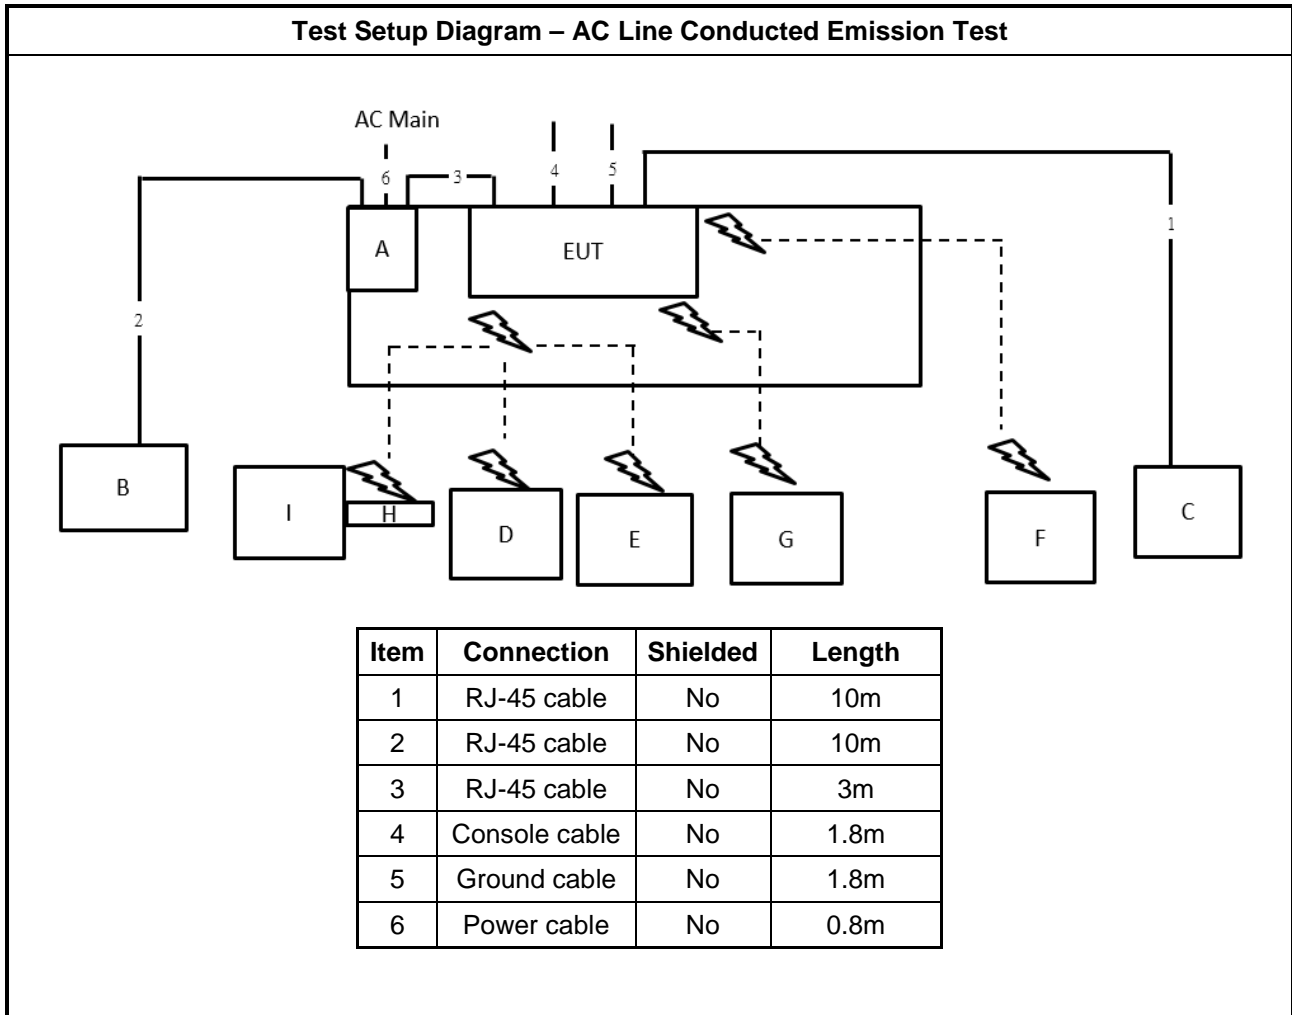 Test Setup Diagram – AC Line Conducted Emission Test
AC Main
6
3
4
5
1
A
EUT
2
B
I
H
D
E
G
F
C
Item Connection Shielded Length
1 RJ-45 cable No 10m
2 RJ-45 cable No 10m
3 RJ-45 cable No 3m
4 Console cable No 1.8m
5 Ground cable No 1.8m
6 Power cable No 0.8m